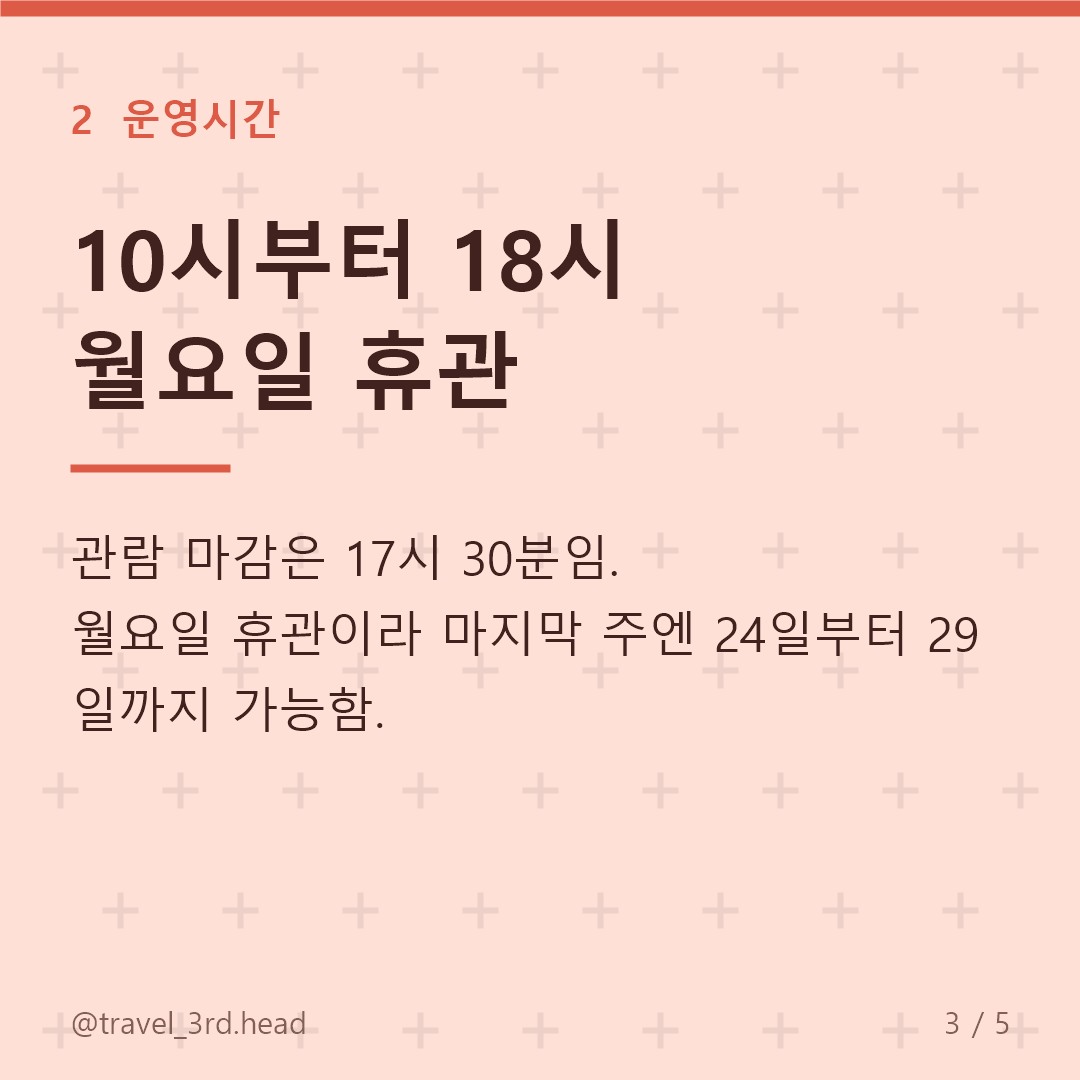 2 운영시간
10시부터 18시
월요일 휴관
관람 마감은 17시 30분임.
월요일 휴관이라 마지막 주엔 24일부터 29
일까지 가능함.
@travel_3rd.head
3 / 5